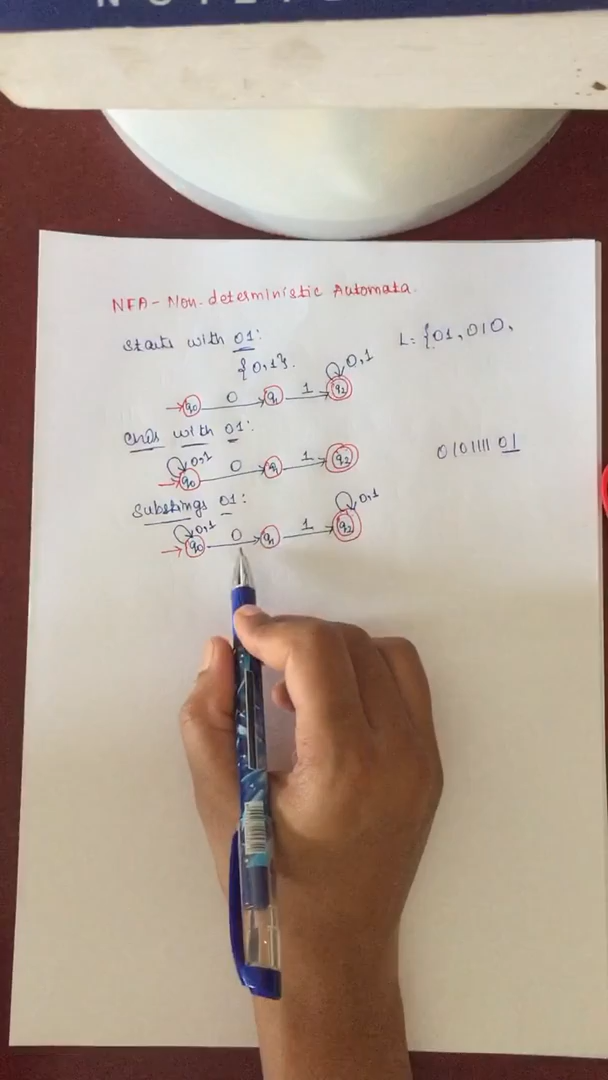 NFA - Non-deterministic Automata.
Starts with 01:
L: {01, 010,
{0,1}.
0,1
q0 0 q1 1 q2
ends with 01:
0,1
q0 0 q1 1 q2
0101111 01
Substrings 01:
0,1 0,1
q0 0 q1 1 q2